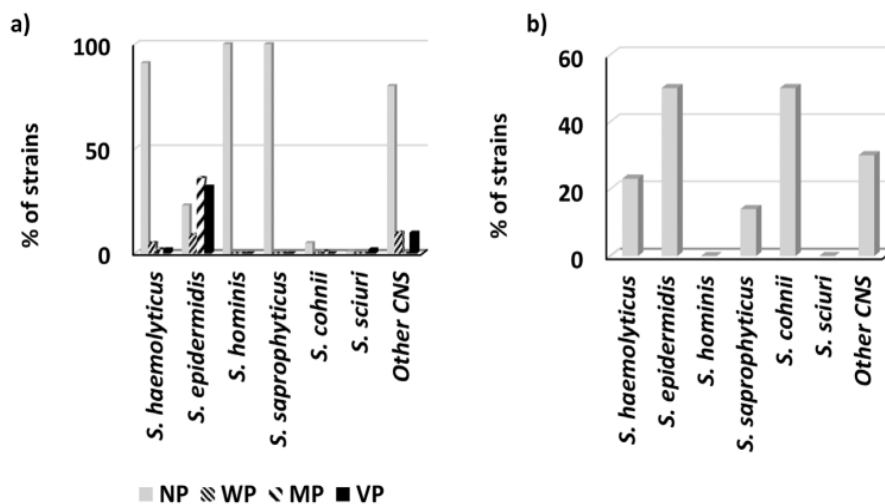 a)
% of strains
100
50
0
S. haemolyticus
S. epidermidis
S. hominis
S. saprophyticus
S. cohnii
S. sciuri
Other CNS
NP WP MP VP
b)
% of strains
60
40
20
0
S. haemolyticus
S. epidermidis
S. hominis
S. saprophyticus
S. cohnii
S. sciuri
Other CNS